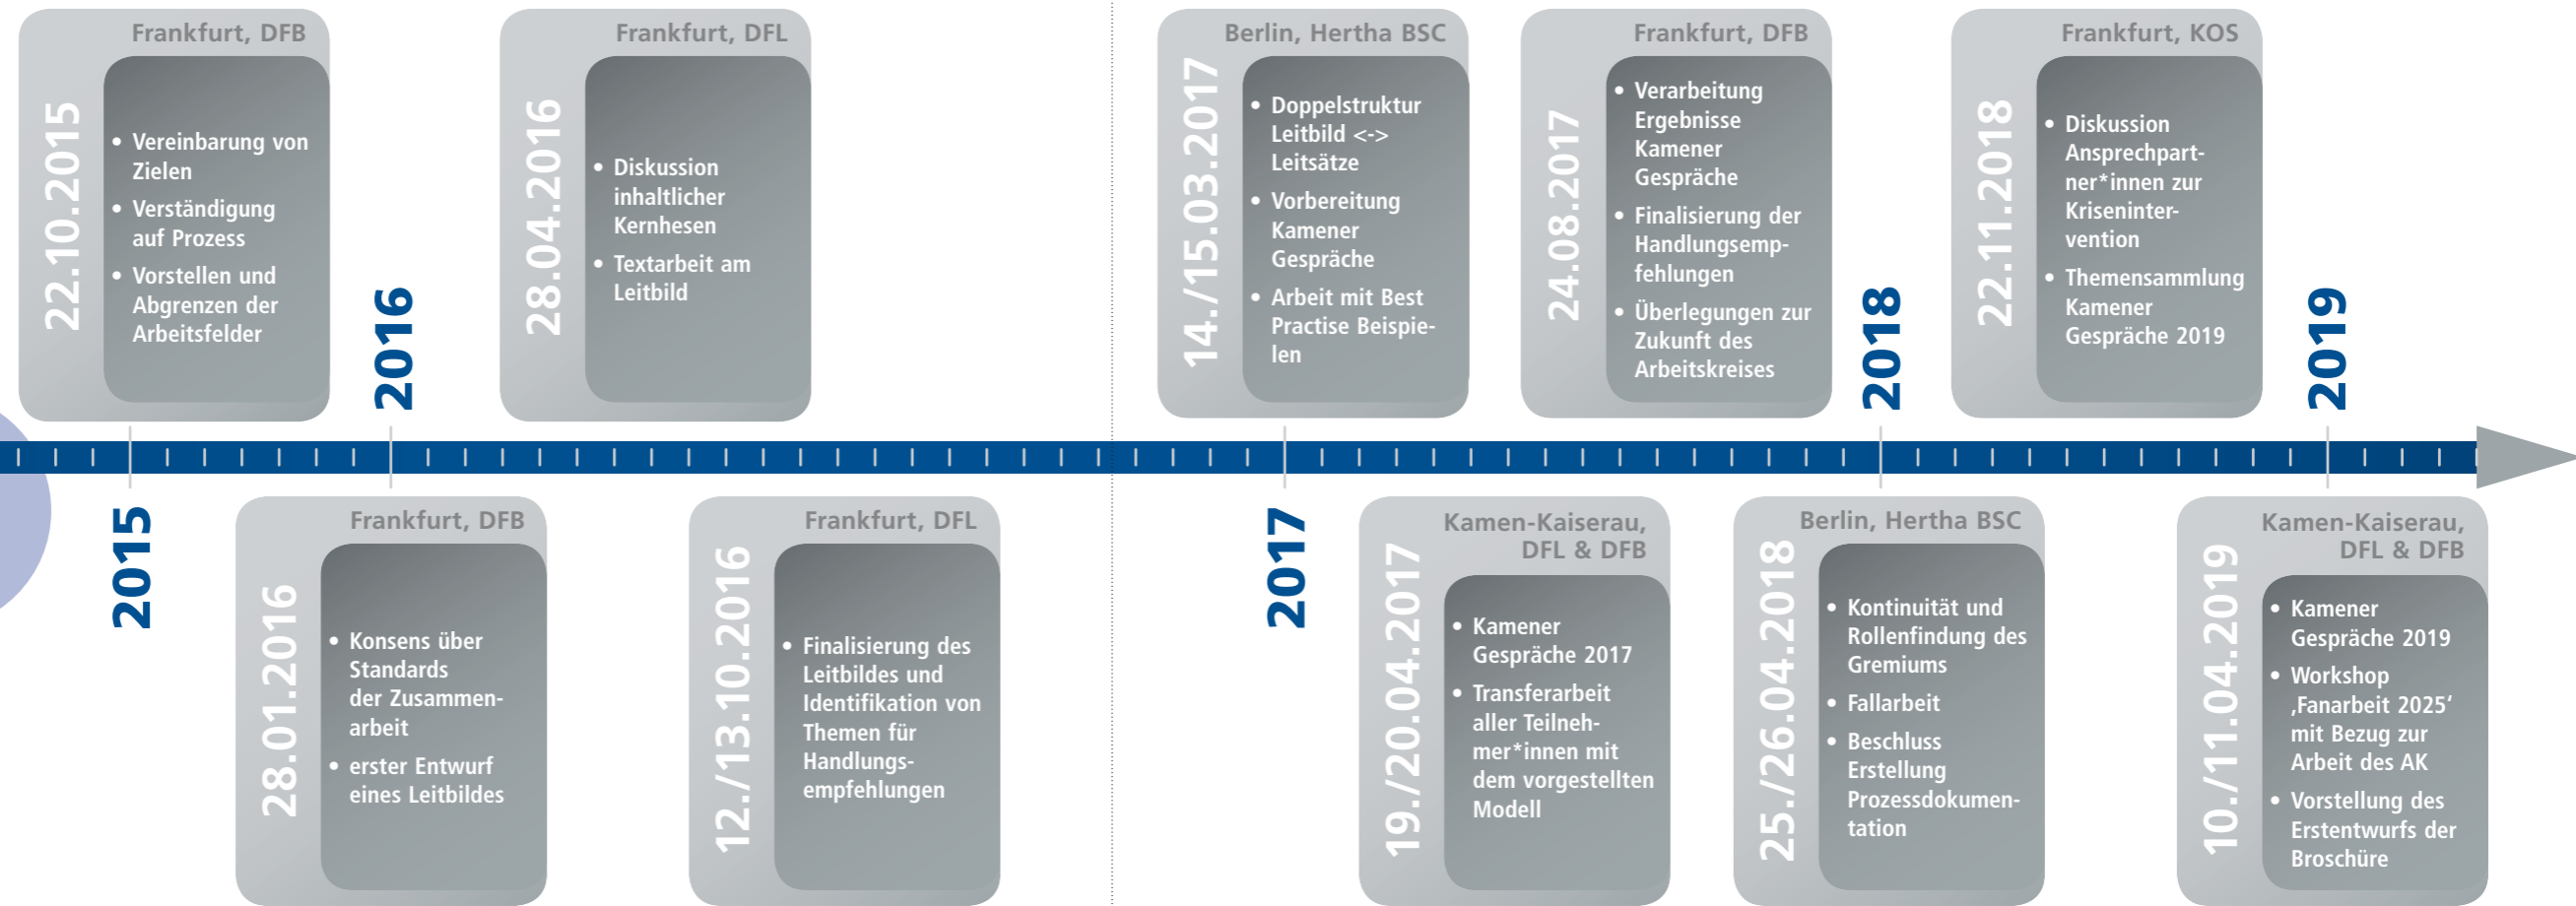 Frankfurt, DFB
22.10.2015
• Vereinbarung von
Zielen
• Verständigung
auf Prozess
• Vorstellen und
Abgrenzen der
Arbeitsfelder
2016
Frankfurt, DFL
28.04.2016
• Diskussion
inhaltlicher
Kernhesen
• Textarbeit am
Leitbild
Berlin, Hertha BSC
14./15.03.2017
• Doppelstruktur
Leitbild <->
Leitsätze
• Vorbereitung
Kamener
Gespräche
• Arbeit mit Best
Practise Beispie-
len
Frankfurt, DFB
24.08.2017
• Verarbeitung
Ergebnisse
Kamener
Gespräche
• Finalisierung der
Handlungsemp-
fehlungen
• Überlegungen zur
Zukunft des
Arbeitskreises
2018
Frankfurt, KOS
22.11.2018
• Diskussion
Ansprechpart-
ner*innen zur
Kriseninter-
vention
• Themensammlung
Kamener
Gespräche 2019
2019
2015
Frankfurt, DFB
28.01.2016
• Konsens über
Standards
der Zusammen-
arbeit
• erster Entwurf
eines Leitbildes
Frankfurt, DFL
12./13.10.2016
• Finalisierung des
Leitbildes und
Identifikation von
Themen für
Handlungs-
empfehlungen
2017
Kamen-Kaiserau,
DFL & DFB
19./20.04.2017
• Kamener
Gespräche 2017
• Transferarbeit
aller Teilneh-
mer*innen mit
dem vorgestellten
Modell
Berlin, Hertha BSC
25./26.04.2018
• Kontinuität und
Rollenfindung des
Gremiums
• Fallarbeit
• Beschluss
Erstellung
Prozessdokumen-
tation
Kamen-Kaiserau,
DFL & DFB
10./11.04.2019
• Kamener
Gespräche 2019
• Workshop
‚Fanarbeit 2025‘
mit Bezug zur
Arbeit des AK
• Vorstellung des
Erstentwurfs der
Broschüre